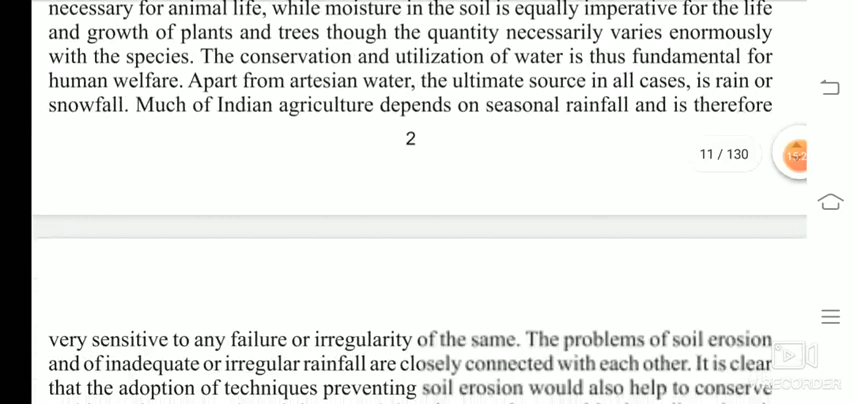 necessary for animal life, while moisture in the soil is equally imperative for the life
and growth of plants and trees though the quantity necessarily varies enormously
with the species. The conservation and utilization of water is thus fundamental for
human welfare. Apart from artesian water, the ultimate source in all cases, is rain or
snowfall. Much of Indian agriculture depends on seasonal rainfall and is therefore
2
11 / 130
very sensitive to any failure or irregularity of the same. The problems of soil erosion
and of inadequate or irregular rainfall are closely connected with each other. It is clear
that the adoption of techniques preventing soil erosion would also help to conserve
RECORDER